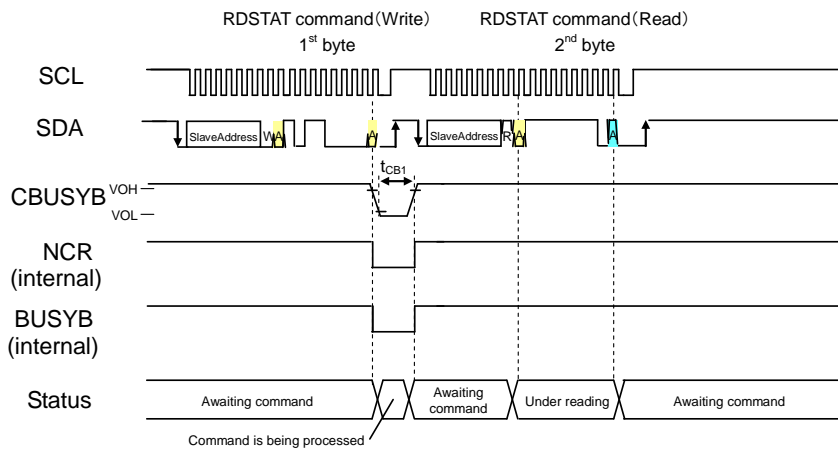 RDSTAT command(Write) RDSTAT command(Read)
1st byte 2nd byte
SCL
SDA SlaveAddress W A A SlaveAddress R A A
tCB1
CBUSYB VOH
VOL
NCR
(internal)
BUSYB
(internal)
Status Awaiting command Awaiting command Under reading Awaiting command
Command is being processed